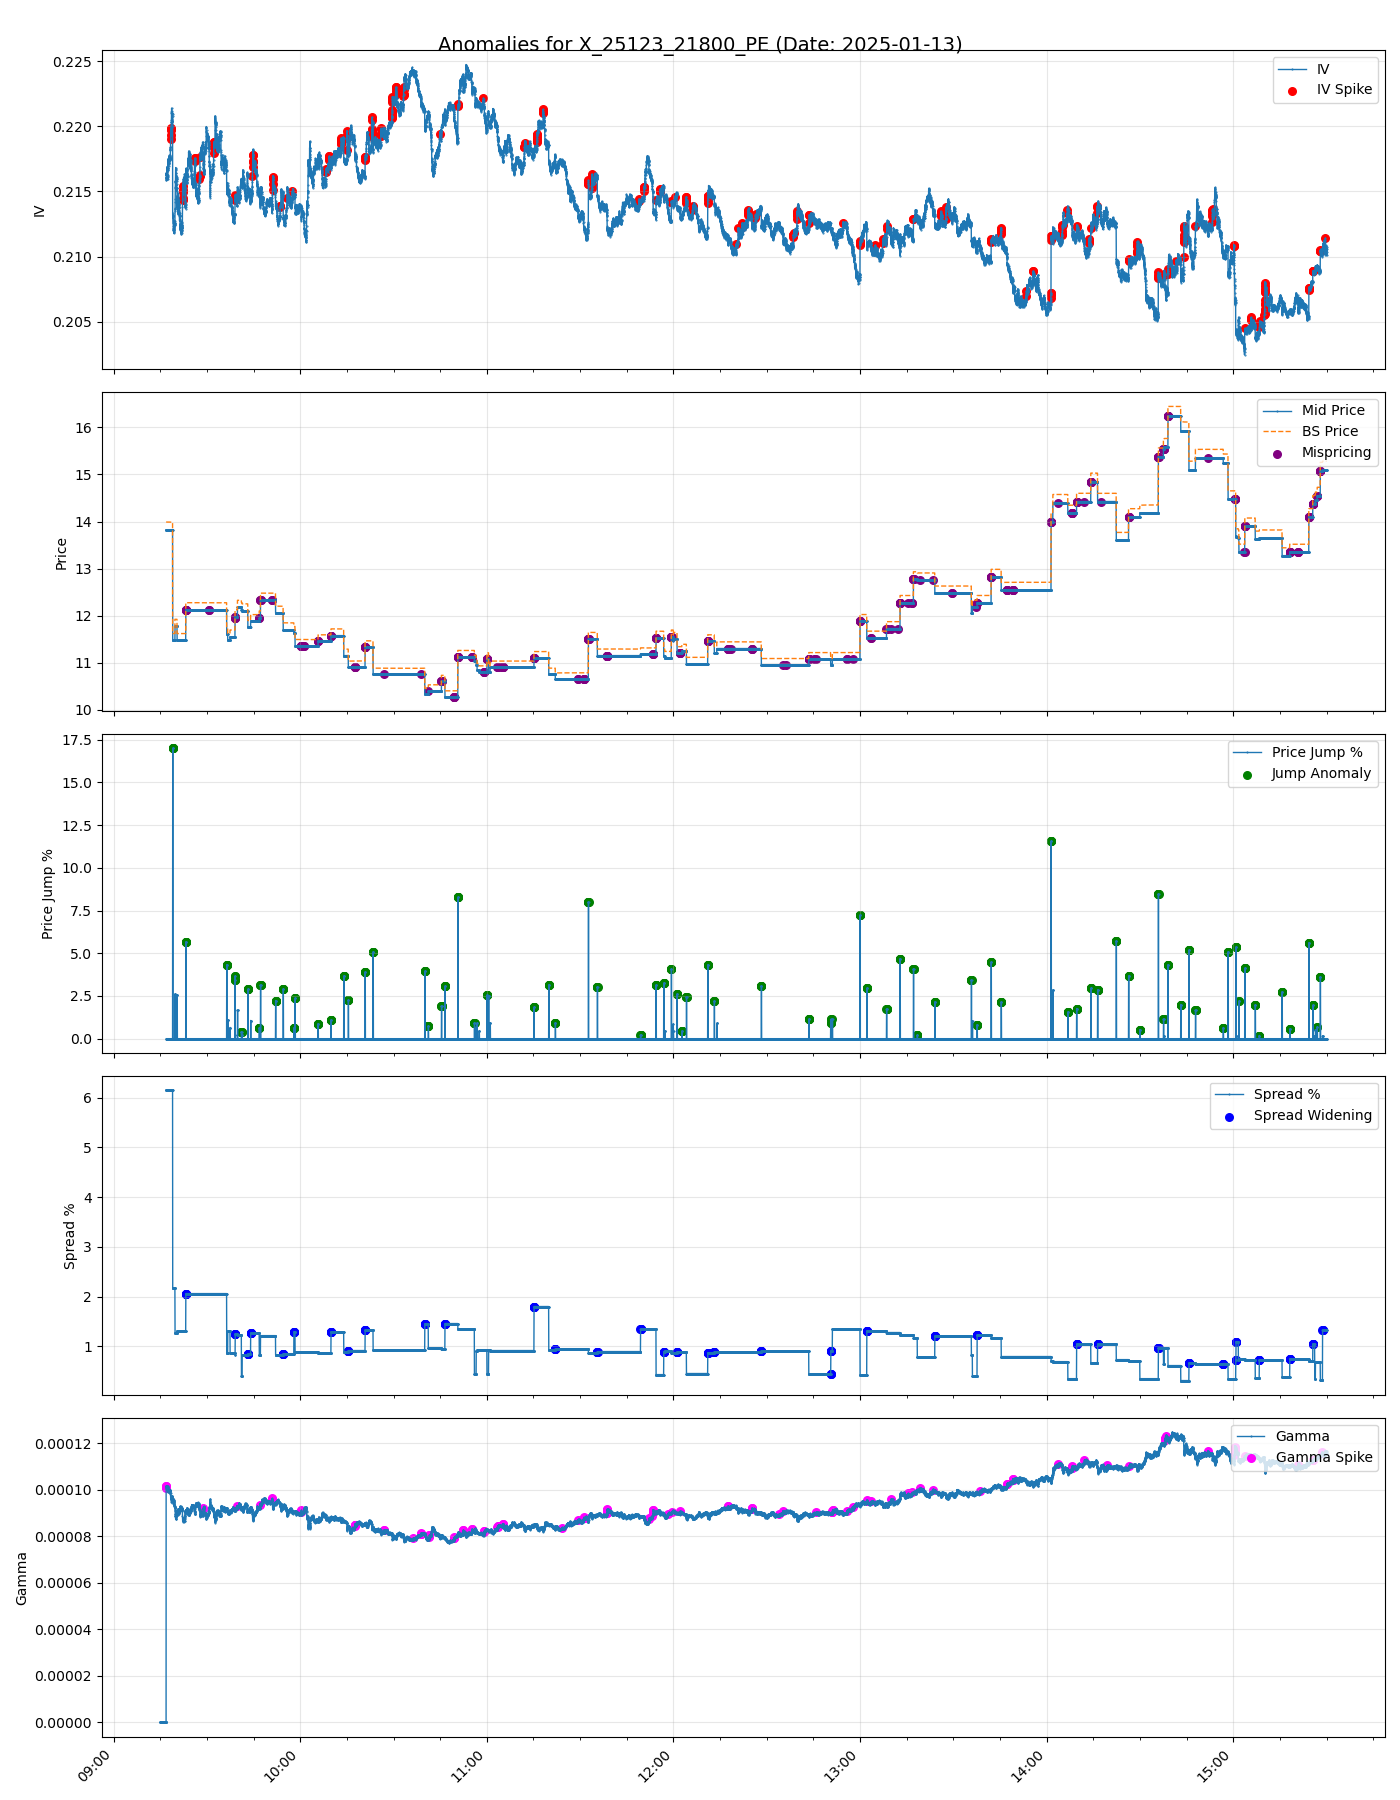 Anomalies for X_25123_21800_PE (Date: 2025-01-13)
IV
IV Spike
0.225
0.220
0.215
0.210
0.205
IV
Mid Price
BS Price
Mispricing
16
15
14
13
12
11
10
Price
Price Jump %
Jump Anomaly
17.5
15.0
12.5
10.0
7.5
5.0
2.5
0.0
Price Jump %
Spread %
Spread Widening
6
5
4
3
2
1
Spread %
Gamma
Gamma Spike
0.00012
0.00010
0.00008
0.00006
0.00004
0.00002
0.00000
Gamma
09:00
10:00
11:00
12:00
13:00
14:00
15:00